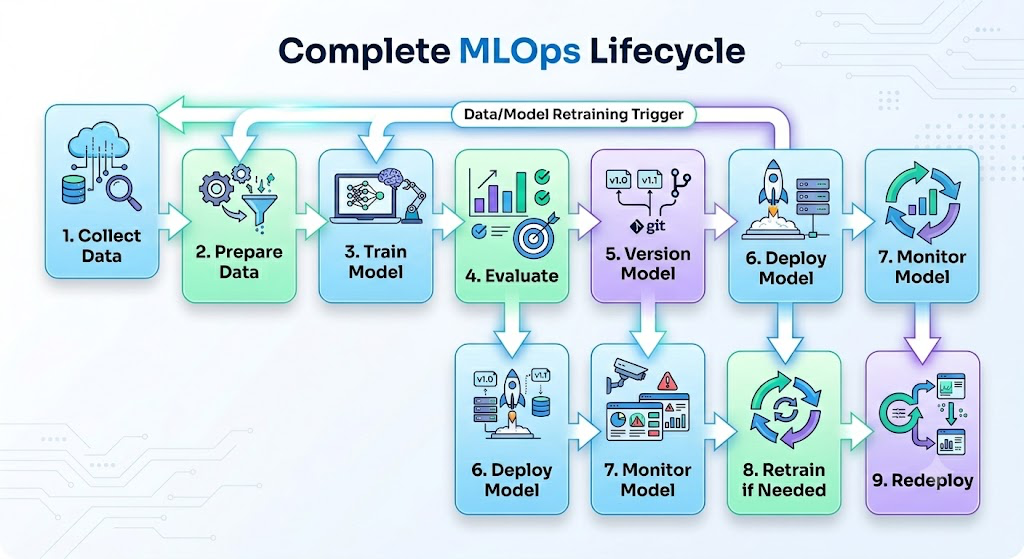 Complete MLOps Lifecycle
Data/Model Retraining Trigger
1. Collect
Data
2. Prepare
Data
3. Train
Model
4. Evaluate
v1.0
v1.1
git
5. Version
Model
6. Deploy
Model
7. Monitor
Model
v1.0
v1.1
6. Deploy
Model
7. Monitor
Model
8. Retrain
if Needed
9. Redeploy